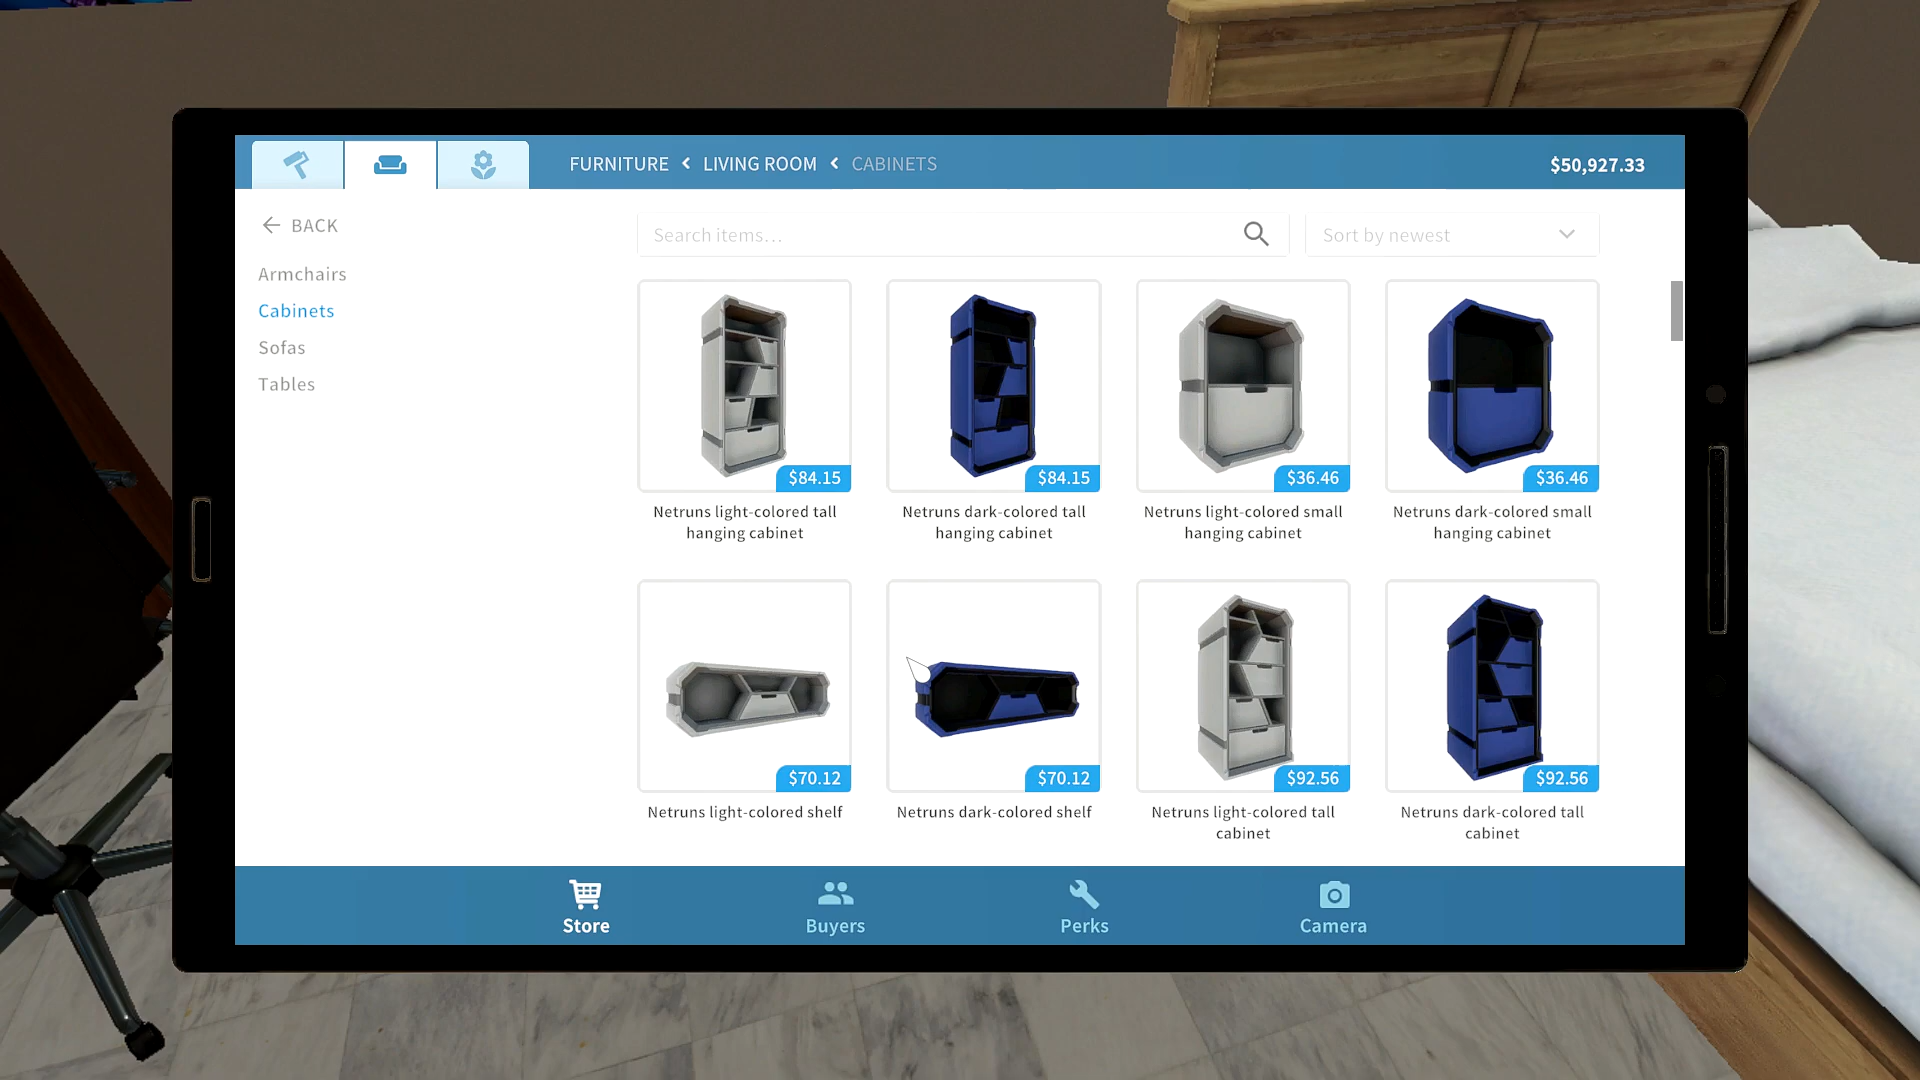 FURNITURE < LIVING ROOM < CABINETS
$50,927.33
BACK
Armchairs
Cabinets
Sofas
Tables
Search items...
Sort by newest
$84.15
Netruns light-colored tall
hanging cabinet
$84.15
Netruns dark-colored tall
hanging cabinet
$36.46
Netruns light-colored small
hanging cabinet
$36.46
Netruns dark-colored small
hanging cabinet
$70.12
Netruns light-colored shelf
$70.12
Netruns dark-colored shelf
$92.56
Netruns light-colored tall
cabinet
$92.56
Netruns dark-colored tall
cabinet
Store
Buyers
Perks
Camera